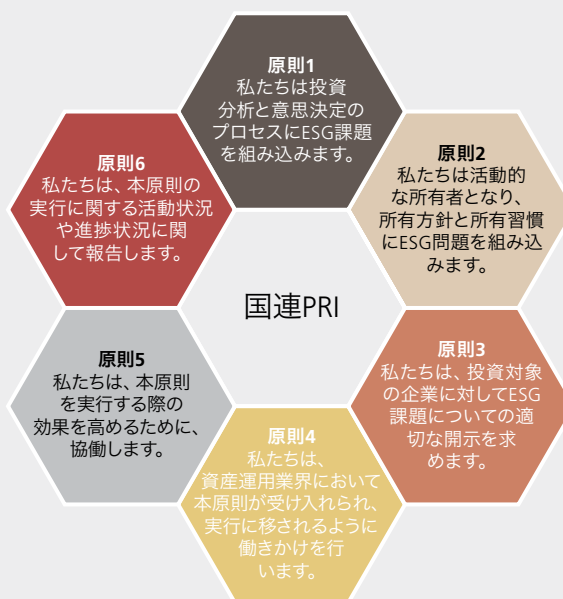 原則1
私たちは投資
分析と意思決定の
プロセスにESG課題
を組み込みます。
原則2
私たちは活動的
な所有者となり、
所有方針と所有習慣
にESG問題を組み込
みます。
原則3
私たちは、投資対象
の企業に対してESG
課題についての適
切な開示を求
めます。
原則4
私たちは、
資産運用業界において
本原則が受け入れられ、
実行に移されるように
働きかけを行
います。
原則5
私たちは、本原則
を実行する際の
効果を高めるために、
協働します。
原則6
私たちは、本原則の
実行に関する活動状況
や進捗状況に関
して報告します。
国連PRI